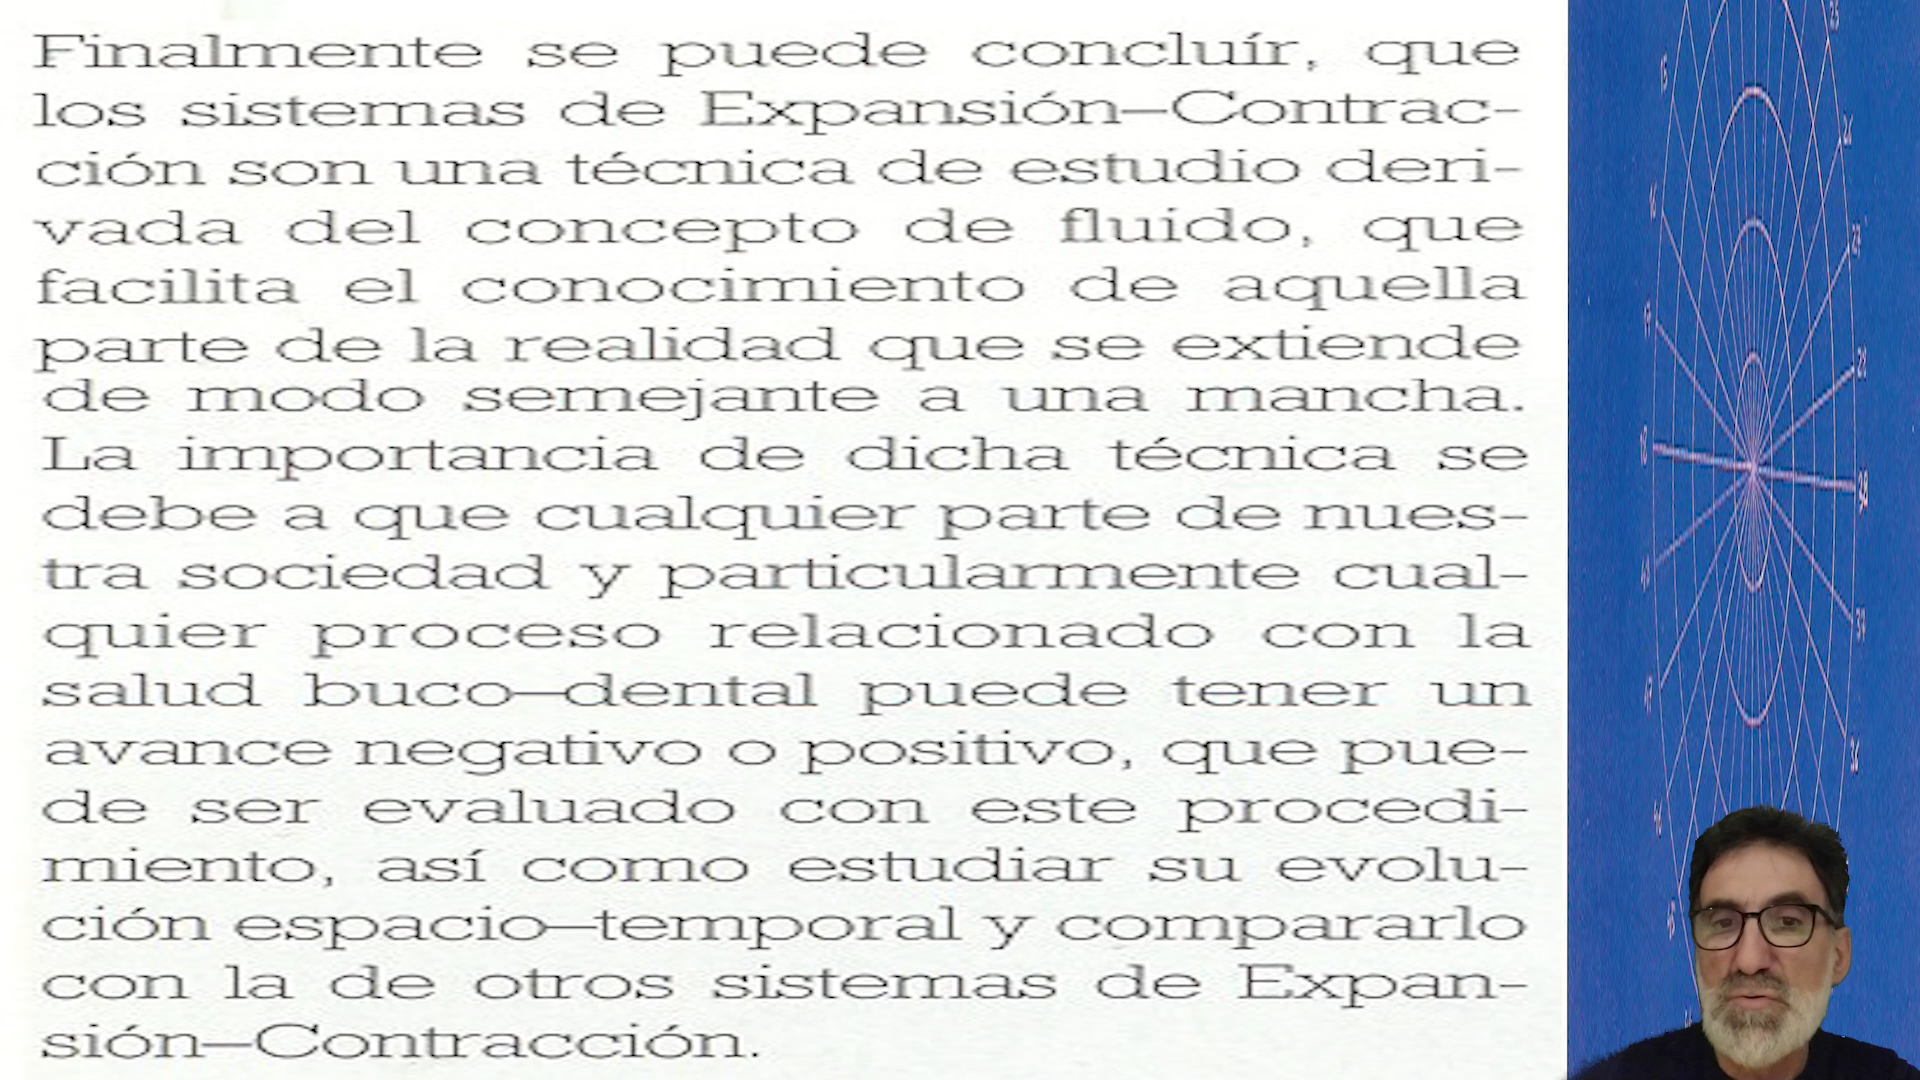 Finalmente se puede concluír, que
los sistemas de Expansión—Contrac-
ción son una técnica de estudio deri-
vada del concepto de fluido, que
facilita el conocimiento de aquella
parte de la realidad que se extiende
de modo semejante a una mancha.
La importancia de dicha técnica se
debe a que cualquier parte de nues-
tra sociedad y particularmente cual-
quier proceso relacionado con la
salud buco—dental puede tener un
avance negativo o positivo, que pue-
de ser evaluado con este procedi-
miento, así como estudiar su evolu-
ción espacio—temporal y compararlo
con la de otros sistemas de Expan-
sión—Contracción.